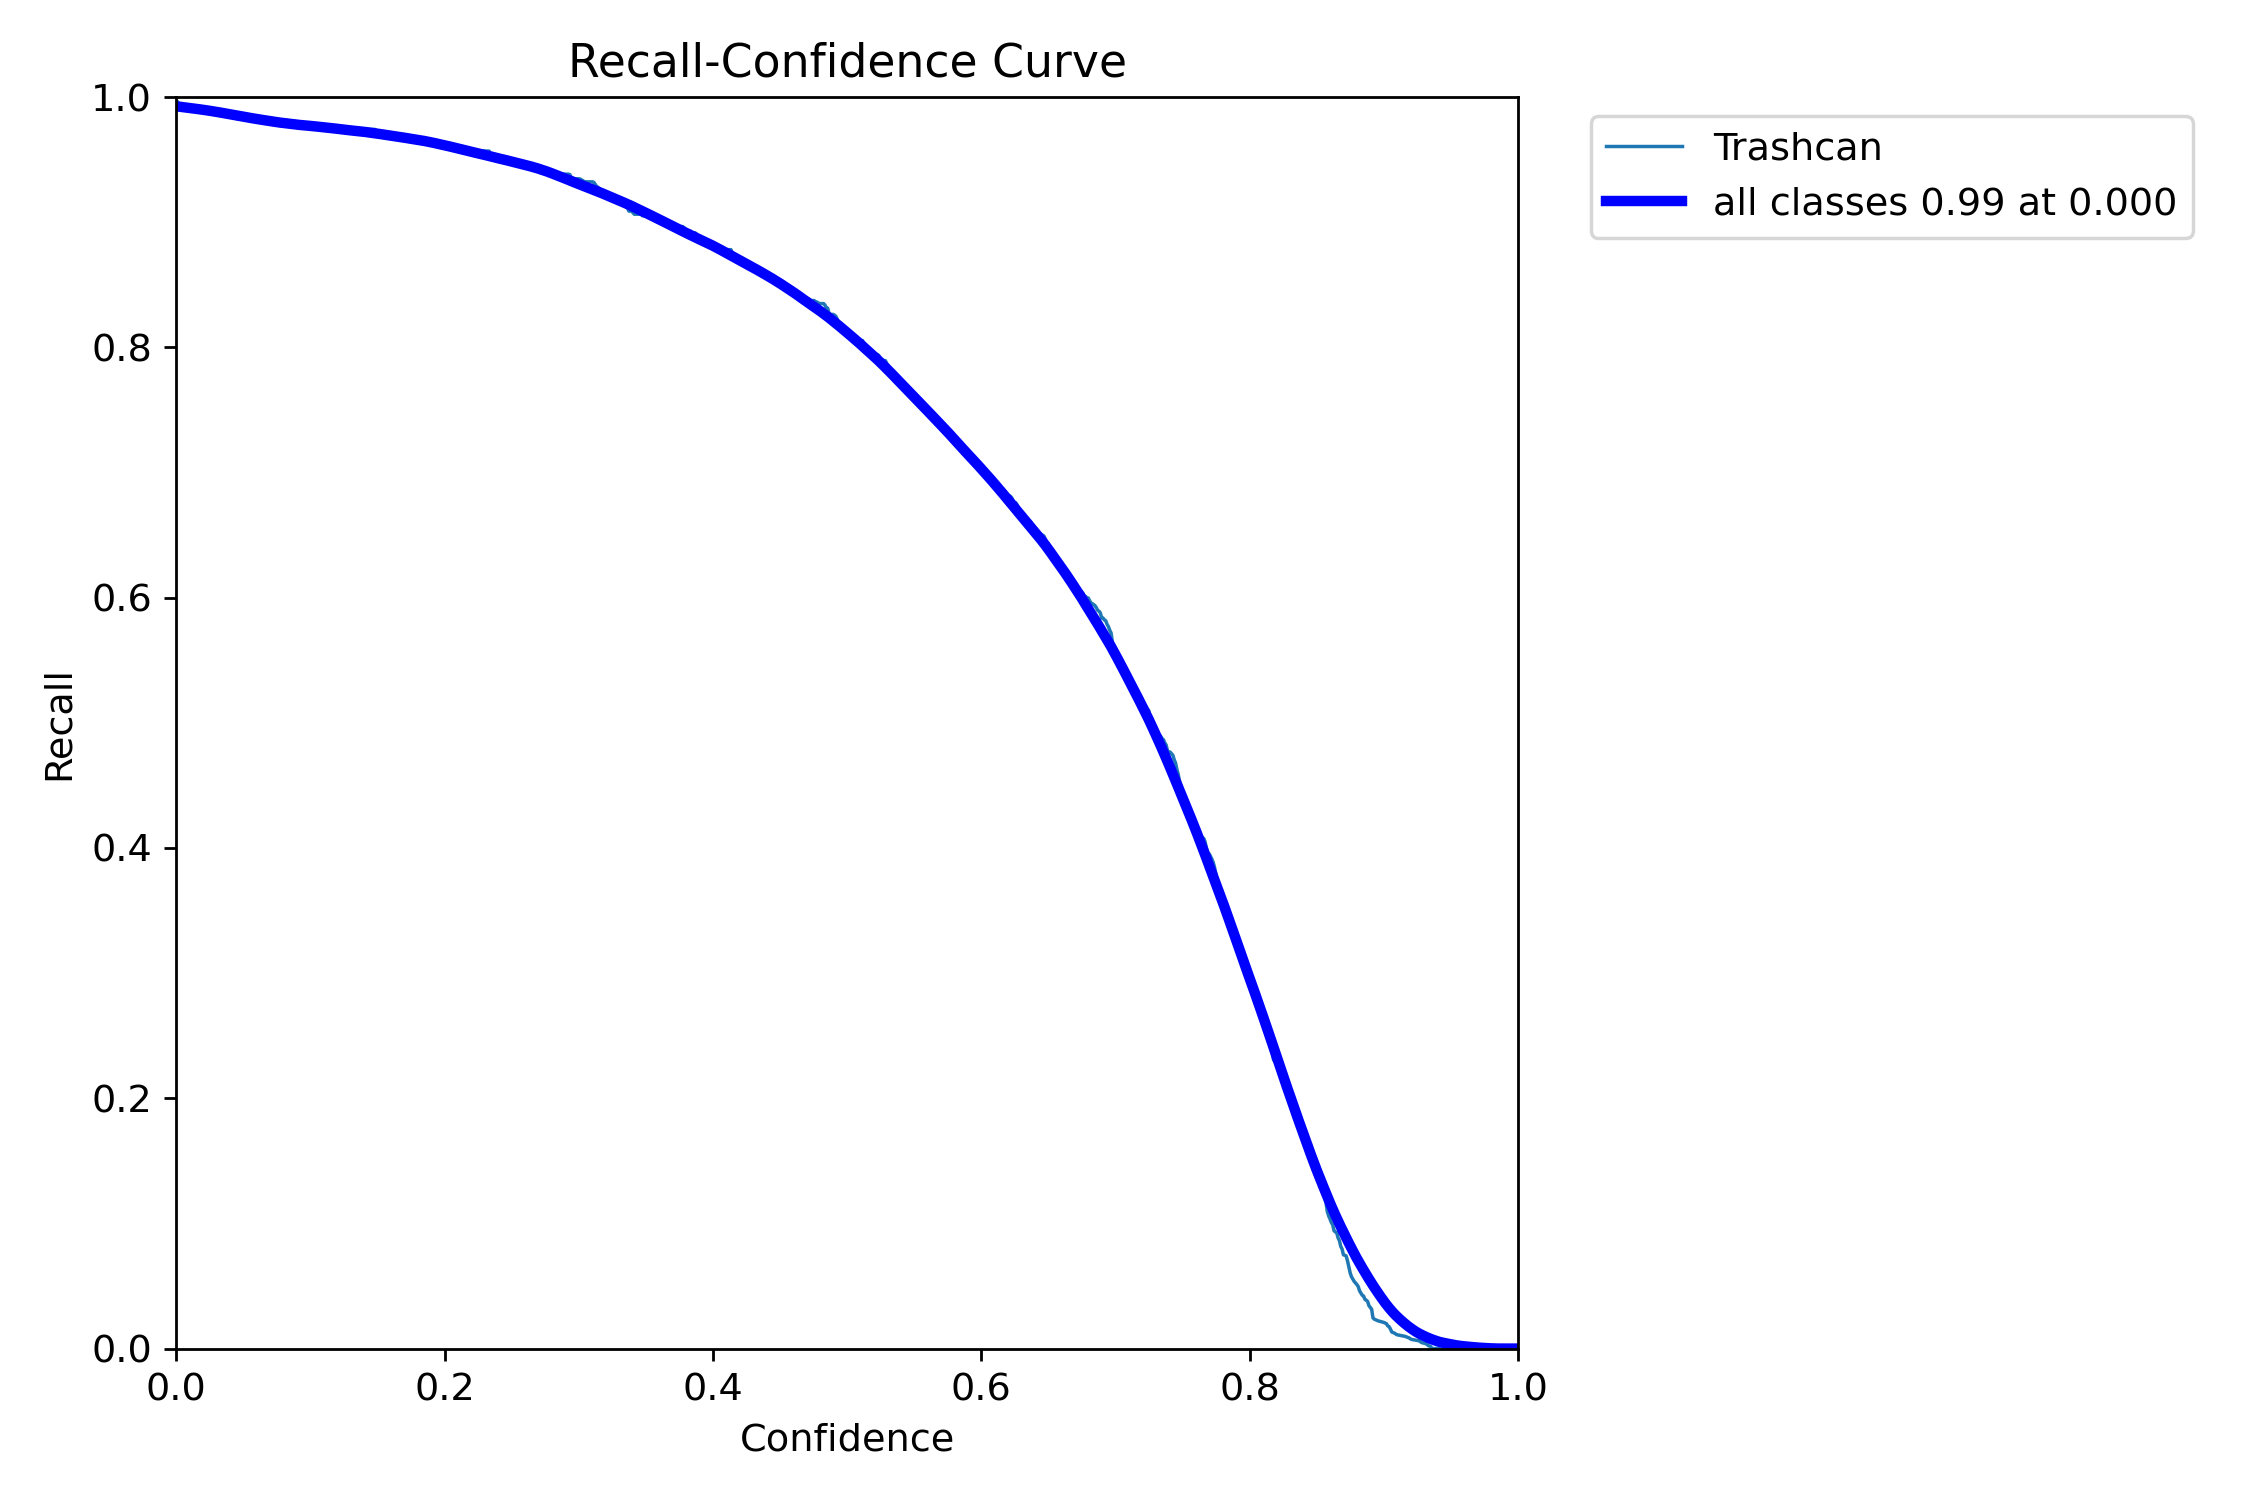 Recall-Confidence Curve
Trashcan
all classes 0.99 at 0.000
1.0
0.8
0.6
0.4
0.2
0.0
Recall
0.0 0.2 0.4 0.6 0.8 1.0
Confidence